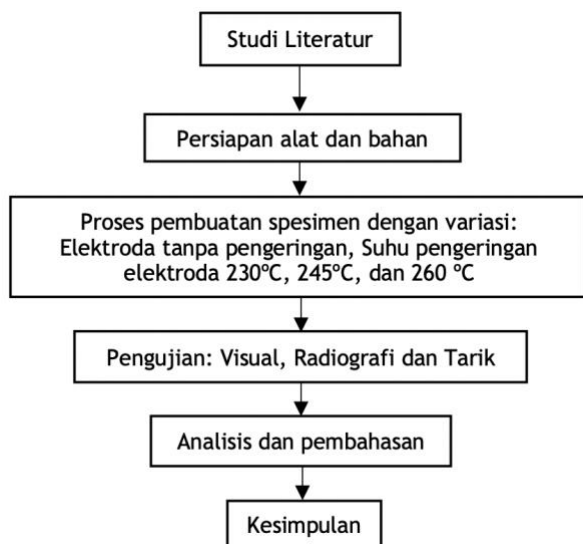 Studi Literatur
Persiapan alat dan bahan
Proses pembuatan spesimen dengan variasi:
Elektroda tanpa pengeringan, Suhu pengeringan
elektroda 230ºC, 245ºC, dan 260 ºC
Pengujian: Visual, Radiografi dan Tarik
Analisis dan pembahasan
Kesimpulan